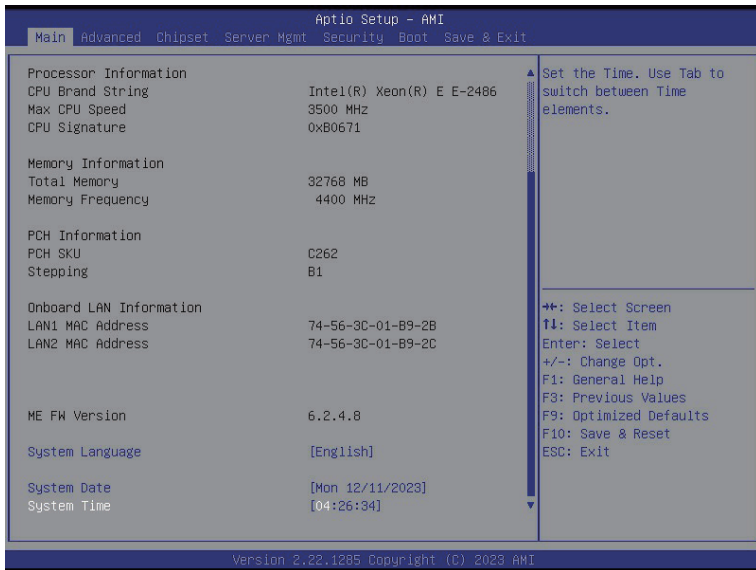 Aptio Setup – AMI
Main Advanced Chipset Server Mgmt Security Boot Save & Exit
Processor Information
CPU Brand String Intel(R) Xeon(R) E E-2486
Max CPU Speed 3500 MHz
CPU Signature 0xB0671
Memory Information
Total Memory 32768 MB
Memory Frequency 4400 MHz
PCH Information
PCH SKU C262
Stepping B1
Onboard LAN Information
LAN1 MAC Address 74-56-3C-01-B9-2B
LAN2 MAC Address 74-56-3C-01-B9-2C
ME FW Version 6.2.4.8
System Language [English]
System Date [Mon 12/11/2023]
System Time [04:26:34]
Set the Time. Use Tab to
switch between Time
elements.
→←: Select Screen
↑↓: Select Item
Enter: Select
+/-: Change Opt.
F1: General Help
F3: Previous Values
F9: Optimized Defaults
F10: Save & Reset
ESC: Exit
Version 2.22.1285 Copyright (C) 2023 AMI